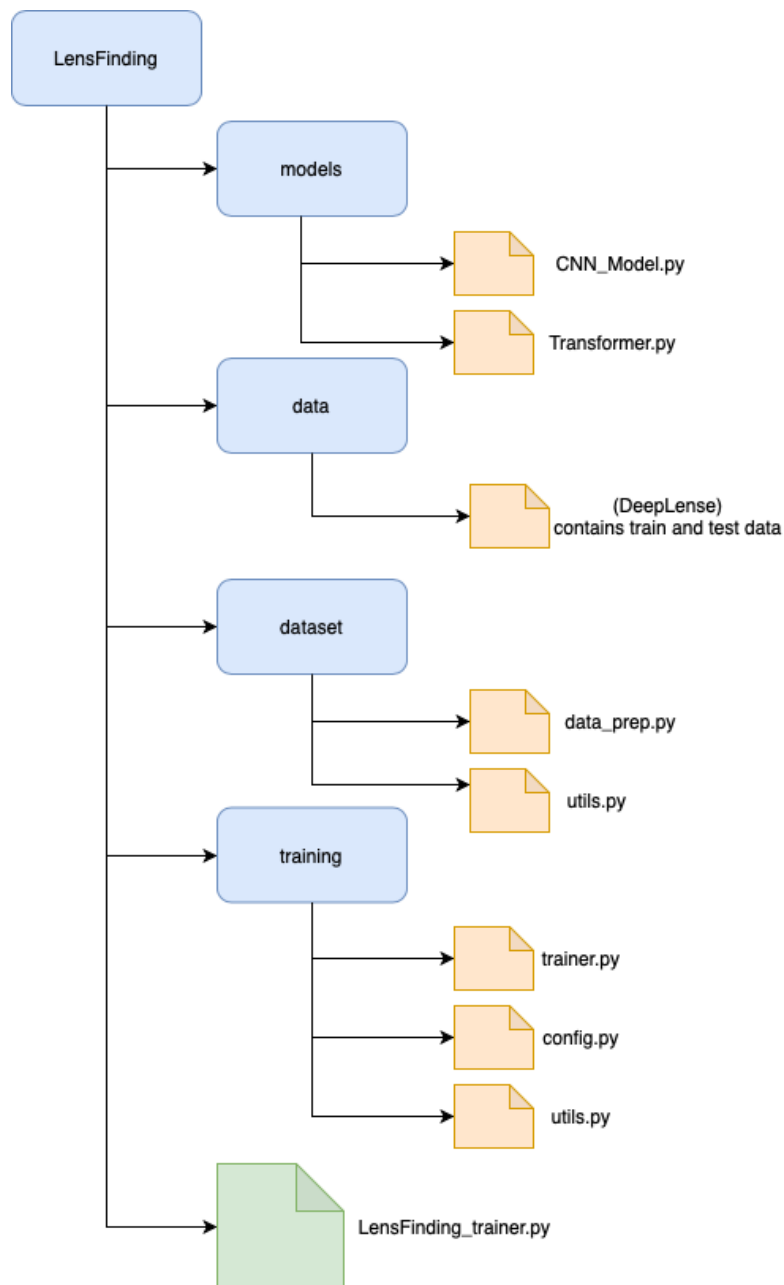 LensFinding
models
CNN_Model.py
Transformer.py
data
(DeepLense)
contains train and test data
dataset
data_prep.py
utils.py
training
trainer.py
config.py
utils.py
LensFinding_trainer.py